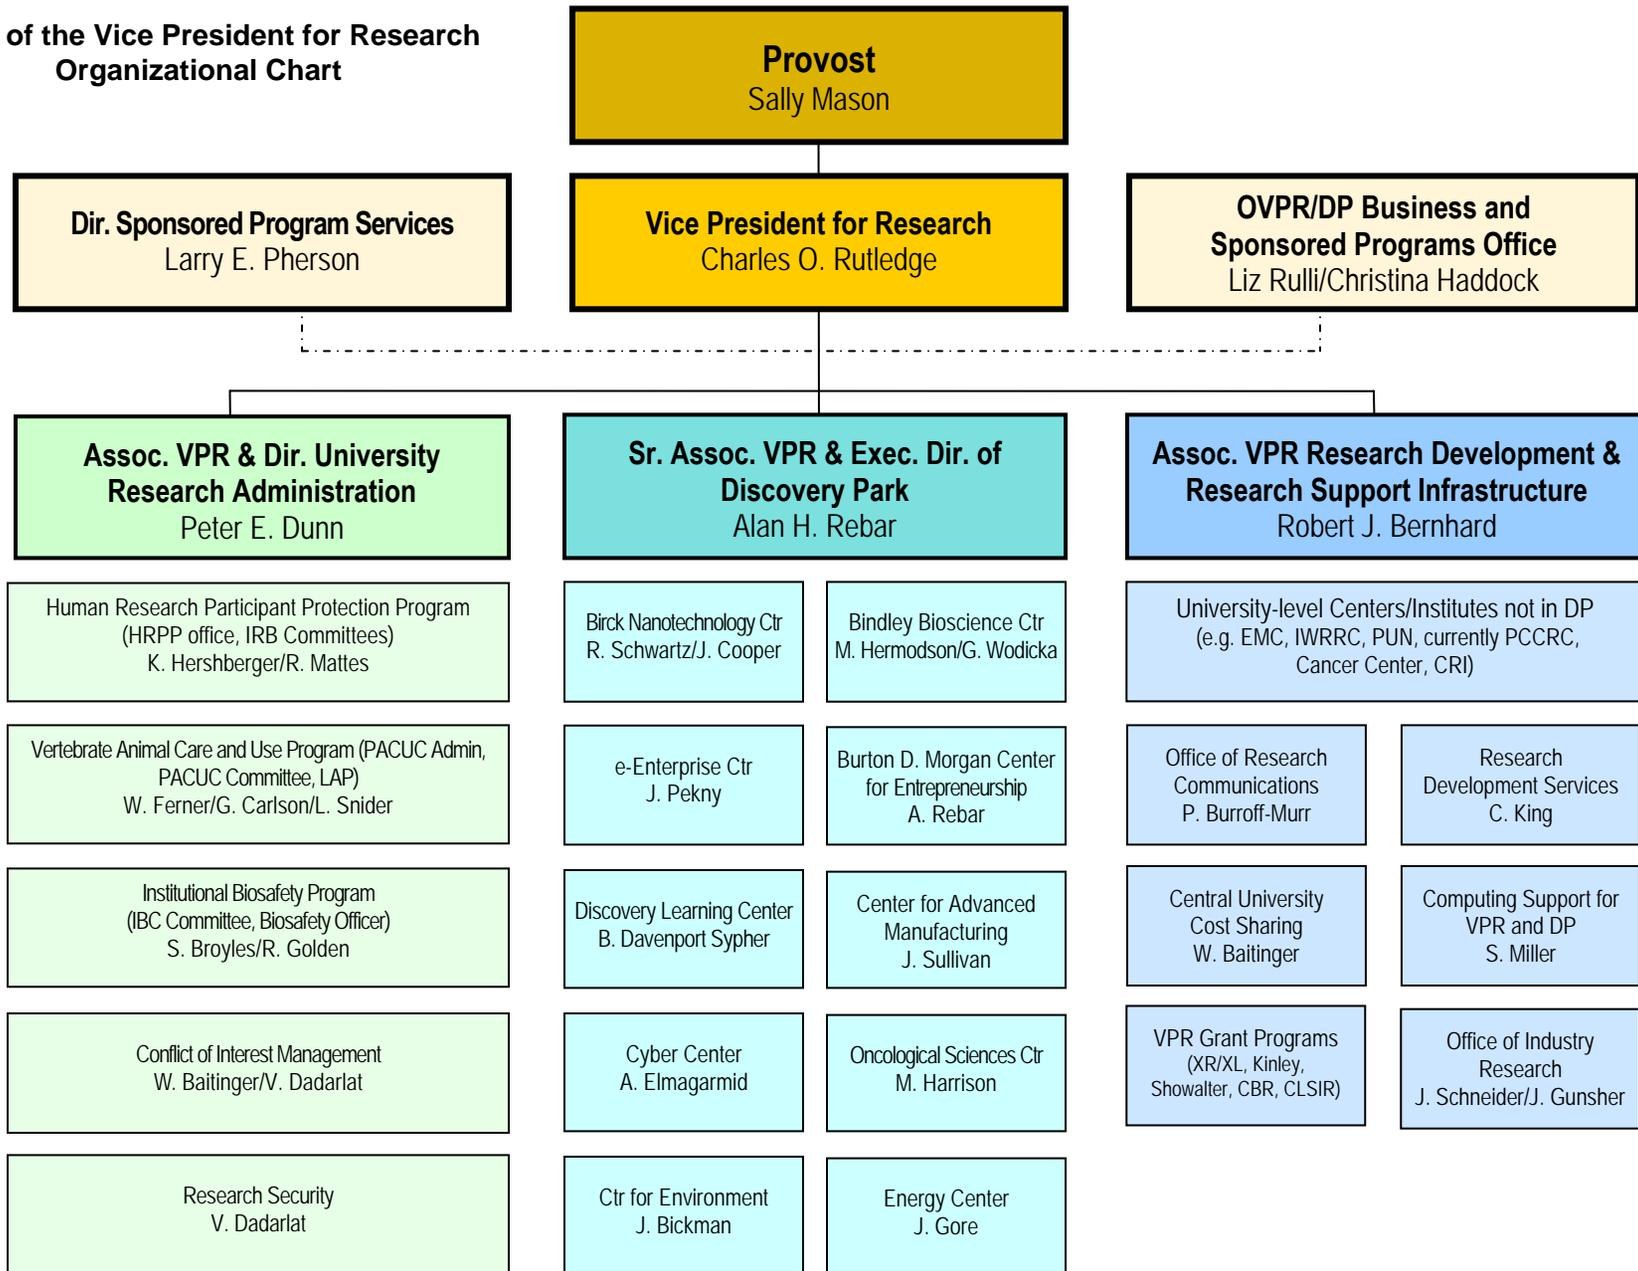 of the Vice President for Research
Organizational Chart
Provost
Sally Mason
Dir. Sponsored Program Services
Larry E. Pherson
Vice President for Research
Charles O. Rutledge
OVPR/DP Business and
Sponsored Programs Office
Liz Rulli/Christina Haddock
Assoc. VPR & Dir. University
Research Administration
Peter E. Dunn
Sr. Assoc. VPR & Exec. Dir. of
Discovery Park
Alan H. Rebar
Assoc. VPR Research Development &
Research Support Infrastructure
Robert J. Bernhard
Human Research Participant Protection Program
(HRPP office, IRB Committees)
K. Hershberger/R. Mattes
Vertebrate Animal Care and Use Program (PACUC Admin,
PACUC Committee, LAP)
W. Ferner/G. Carlson/L. Snider
Institutional Biosafety Program
(IBC Committee, Biosafety Officer)
S. Broyles/R. Golden
Conflict of Interest Management
W. Baitinger/V. Dadarlat
Research Security
V. Dadarlat
Birck Nanotechnology Ctr
R. Schwartz/J. Cooper
Bindley Bioscience Ctr
M. Hermodson/G. Wodicka
e-Enterprise Ctr
J. Pekny
Burton D. Morgan Center
for Entrepreneurship
A. Rebar
Discovery Learning Center
B. Davenport Sypher
Center for Advanced
Manufacturing
J. Sullivan
Cyber Center
A. Elmagarmid
Oncological Sciences Ctr
M. Harrison
Ctr for Environment
J. Bickman
Energy Center
J. Gore
University-level Centers/Institutes not in DP
(e.g. EMC, IWRRC, PUN, currently PCCRC,
Cancer Center, CRI)
Office of Research
Communications
P. Burroff-Murr
Research
Development Services
C. King
Central University
Cost Sharing
W. Baitinger
Computing Support for
VPR and DP
S. Miller
VPR Grant Programs
(XR/XL, Kinley,
Showalter, CBR, CLSIR)
Office of Industry
Research
J. Schneider/J. Gunsher